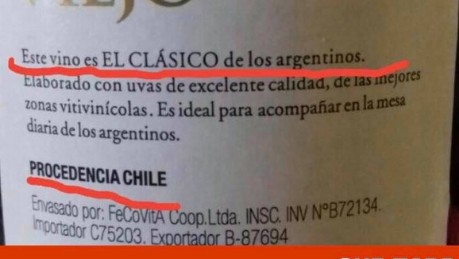 VIEJO
Este vino es EL CLÁSICO de los argentinos.
Elaborado con uvas de excelente calidad, de las mejores
zonas vitivinícolas. Es ideal para acompañar en la mesa
diaria de los argentinos.
PROCEDENCIA CHILE
Envasado por: FeCoVitA Coop.Ltda. INSC. INV NºB72134.
Importador C75203. Exportador B-87694